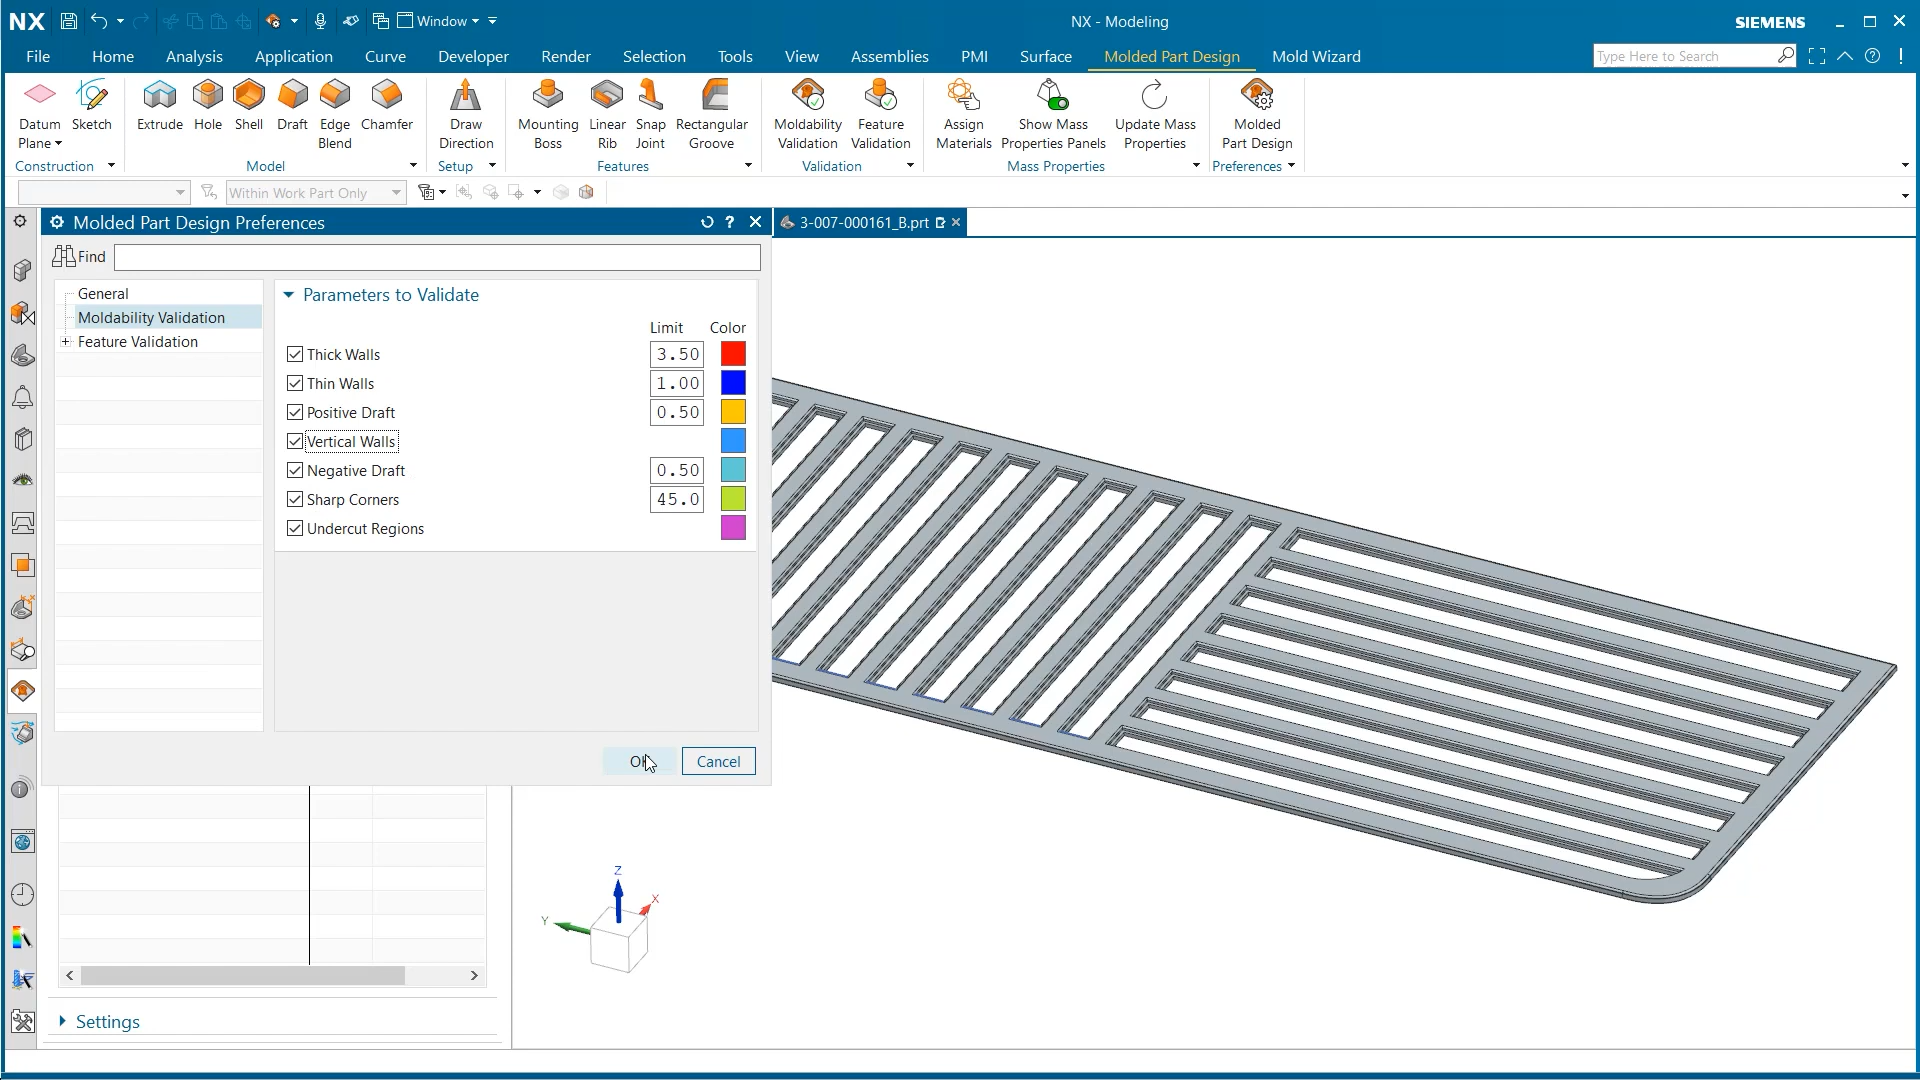 NX
Window
NX - Modeling
SIEMENS
File Home Analysis Application Curve Developer Render Selection Tools View Assemblies PMI Surface Molded Part Design Mold Wizard
Type Here to Search
Datum Plane
Sketch
Extrude
Hole
Shell
Draft
Edge Blend
Chamfer
Draw Direction
Mounting Boss
Linear Rib
Snap Joint
Rectangular Groove
Moldability Validation
Feature Validation
Assign Materials
Show Mass Properties Panels
Update Mass Properties
Molded Part Design
Construction
Model
Setup
Features
Validation
Mass Properties
Preferences
Within Work Part Only
Molded Part Design Preferences
3-007-000161_B.prt
Find
General
Moldability Validation
Feature Validation
Parameters to Validate
Limit Color
Thick Walls 3.50
Thin Walls 1.00
Positive Draft 0.50
Vertical Walls
Negative Draft 0.50
Sharp Corners 45.0
Undercut Regions
OK Cancel
Z
X
Y
Settings